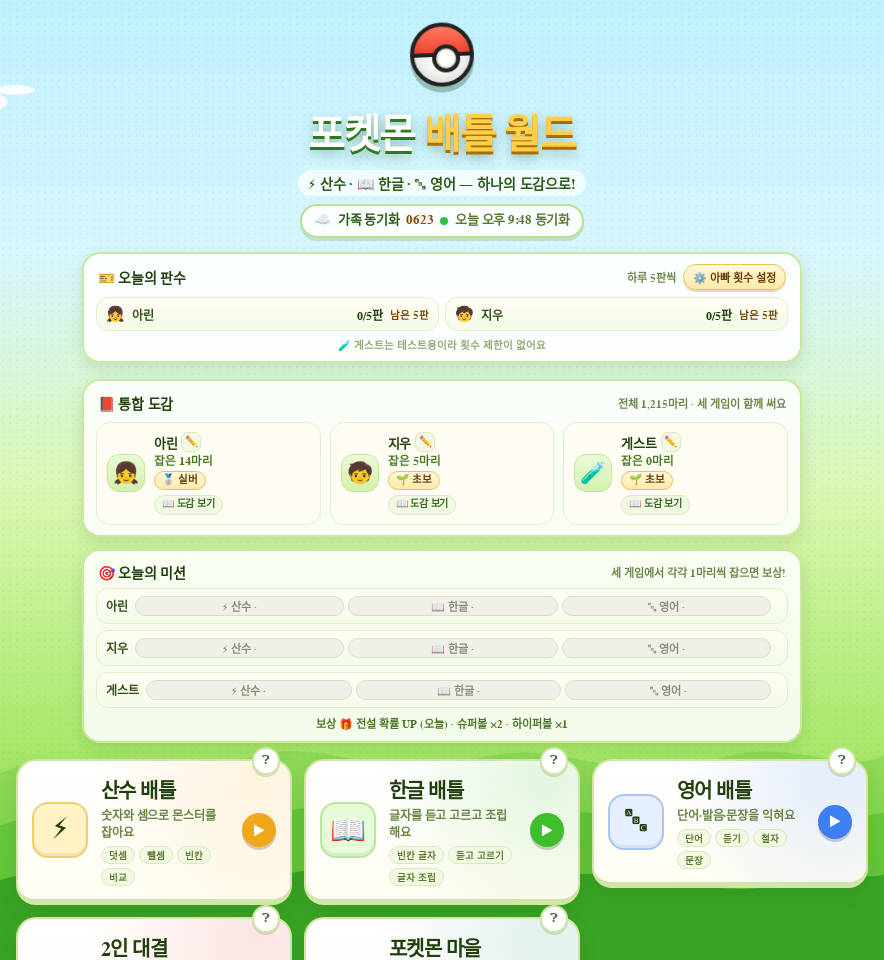 포켓몬 배틀 월드
⚡ 산수 · 📖 한글 · 🔡 영어 — 하나의 도감으로!
☁️ 가족 동기화 0623 오늘 오후 9:48 동기화
🎫 오늘의 판수
하루 5판씩 ⚙️ 아빠 횟수 설정
👧 아린 0/5판 남은 5판
🧒 지우 0/5판 남은 5판
🧪 게스트는 테스트용이라 횟수 제한이 없어요
📕 통합 도감
전체 1,215마리 · 세 게임이 함께 써요
아린 ✏️
잡은 14마리
🥈 실버
📖 도감 보기
지우 ✏️
잡은 5마리
🌱 초보
📖 도감 보기
게스트 ✏️
잡은 0마리
🌱 초보
📖 도감 보기
🎯 오늘의 미션
세 게임에서 각각 1마리씩 잡으면 보상!
아린 ⚡ 산수 · 📖 한글 · 🔡 영어 ·
지우 ⚡ 산수 · 📖 한글 · 🔡 영어 ·
게스트 ⚡ 산수 · 📖 한글 · 🔡 영어 ·
보상 🎁 전설 확률 UP (오늘) · 슈퍼볼 ×2 · 하이퍼볼 ×1
?
산수 배틀
숫자와 셈으로 몬스터를
잡아요
덧셈 뺄셈 빈칸
비교
?
한글 배틀
글자를 듣고 고르고 조립
해요
빈칸 글자 듣고 고르기
글자 조립
?
영어 배틀
단어·발음·문장을 익혀요
단어 듣기 철자
문장
?
2인 대결
?
포켓몬 마을